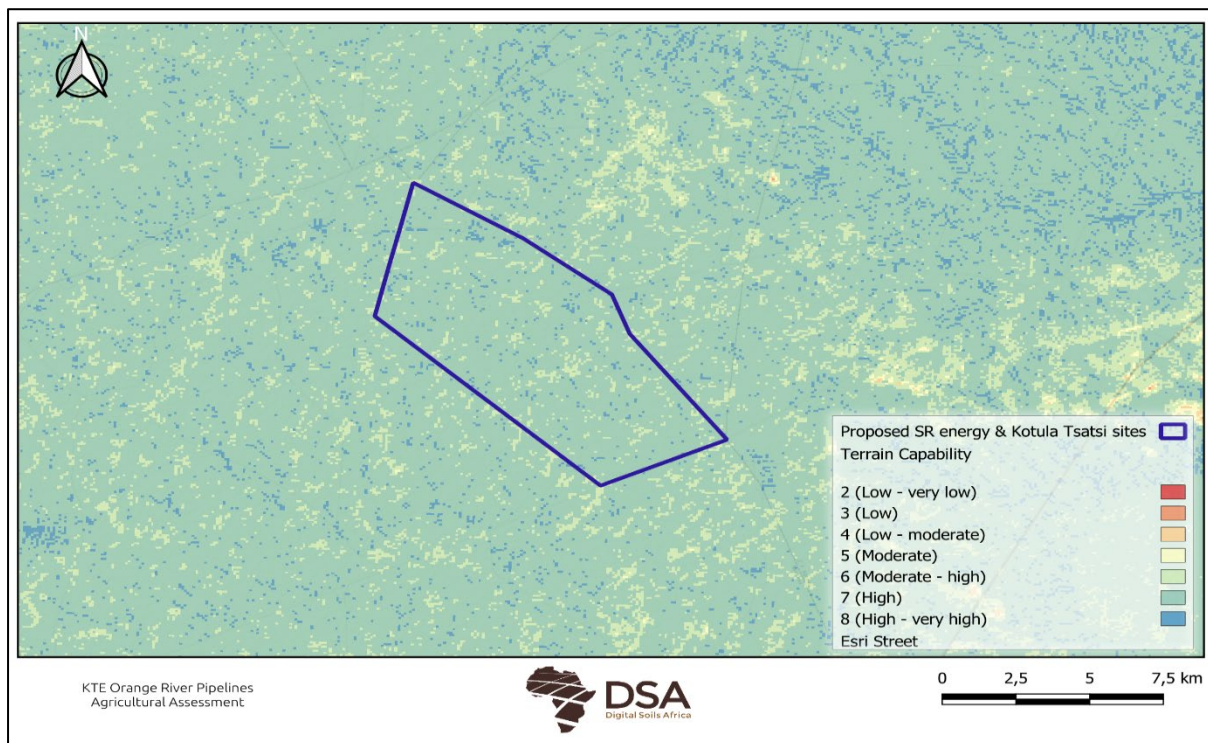 N
Proposed SR energy & Kotula Tsatsi sites
Terrain Capability
2 (Low - very low)
3 (Low)
4 (Low - moderate)
5 (Moderate)
6 (Moderate - high)
7 (High)
8 (High - very high)
Esri Street
KTE Orange River Pipelines
Agricultural Assessment
DSA
Digital Soils Africa
0 2,5 5 7,5 km